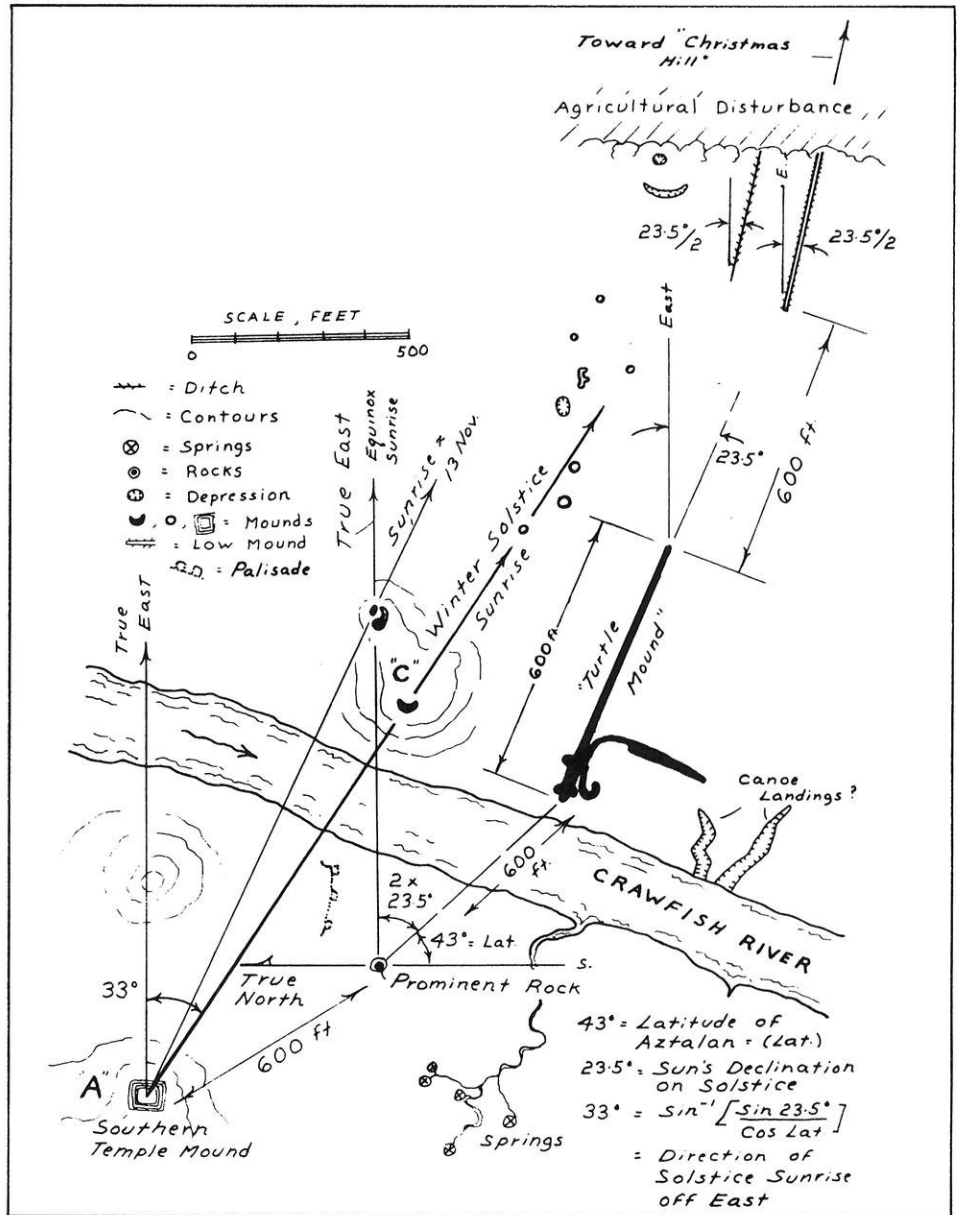 Toward "Christmas
Hill"
Agricultural Disturbance
E.
23.5°/2
23.5°/2
SCALE, FEET
0
500
= Ditch
= Contours
= Springs
= Rocks
= Depression
, , = Mounds
= Low Mound
= Palisade
True East
Equinox
Sunrise
Sunrise *
13 Nov.
East
23.5°
600 ft.
Winter Solstice
Sunrise
True
East
600 ft
"Turtle
Mound"
"C"
Canoe
Landings?
600
ft.
CRAWFISH RIVER
2 x
23.5°
43° = Lat.
S.
True
North
Prominent Rock
33°
600 ft
A"
Southern
Temple Mound
Springs
43° = Latitude of
Aztalan = (Lat.)
23.5° = Sun's Declination
on Solstice
33° = Sin⁻¹ [Sin 23.5°
Cos Lat]
= Direction of
Solstice Sunrise
off East